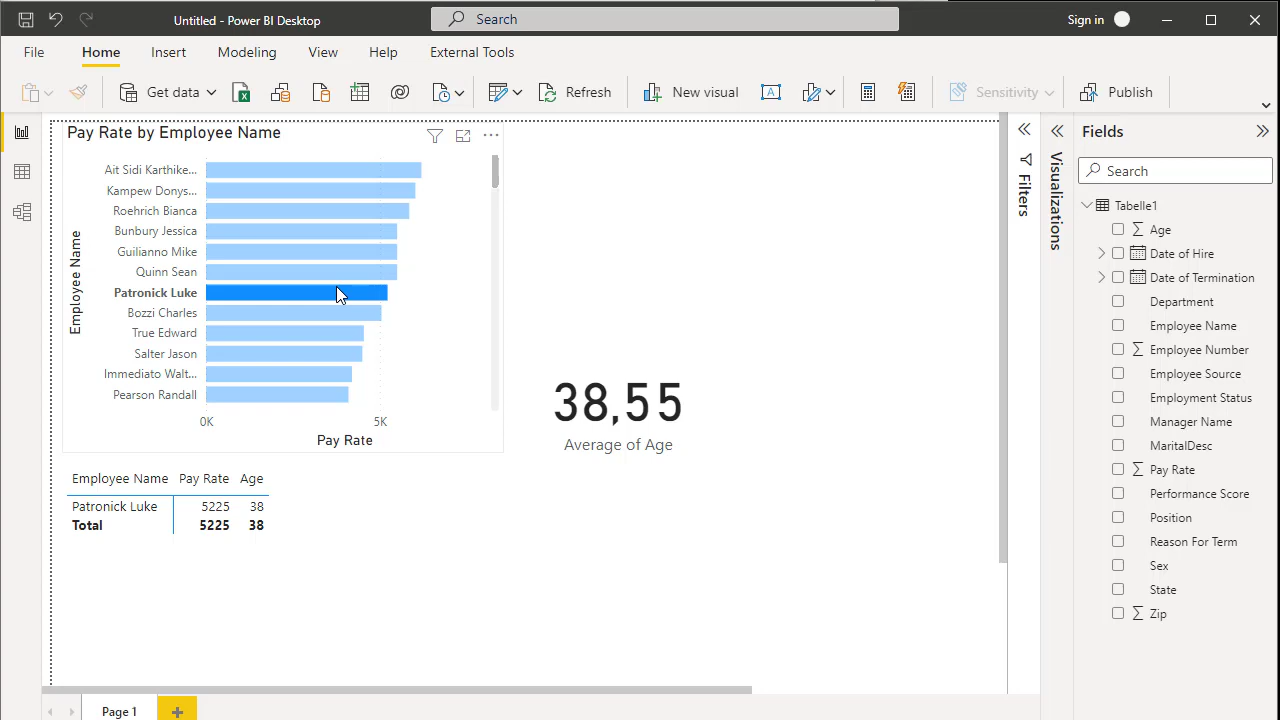 Untitled - Power BI Desktop
Search
Sign in
File
Home
Insert
Modeling
View
Help
External Tools
Get data
Refresh
New visual
Sensitivity
Publish
Pay Rate by Employee Name
Employee Name
Ait Sidi Karthike...
Kampew Donys...
Roehrich Bianca
Bunbury Jessica
Guilianno Mike
Quinn Sean
Patronick Luke
Bozzi Charles
True Edward
Salter Jason
Immediato Walt...
Pearson Randall
0K
5K
Pay Rate
38,55
Average of Age
Employee Name Pay Rate Age
Patronick Luke 5225 38
Total 5225 38
Filters
Visualizations
Fields
Search
Tabelle1
Age
Date of Hire
Date of Termination
Department
Employee Name
Employee Number
Employee Source
Employment Status
Manager Name
MaritalDesc
Pay Rate
Performance Score
Position
Reason For Term
Sex
State
Zip
Page 1